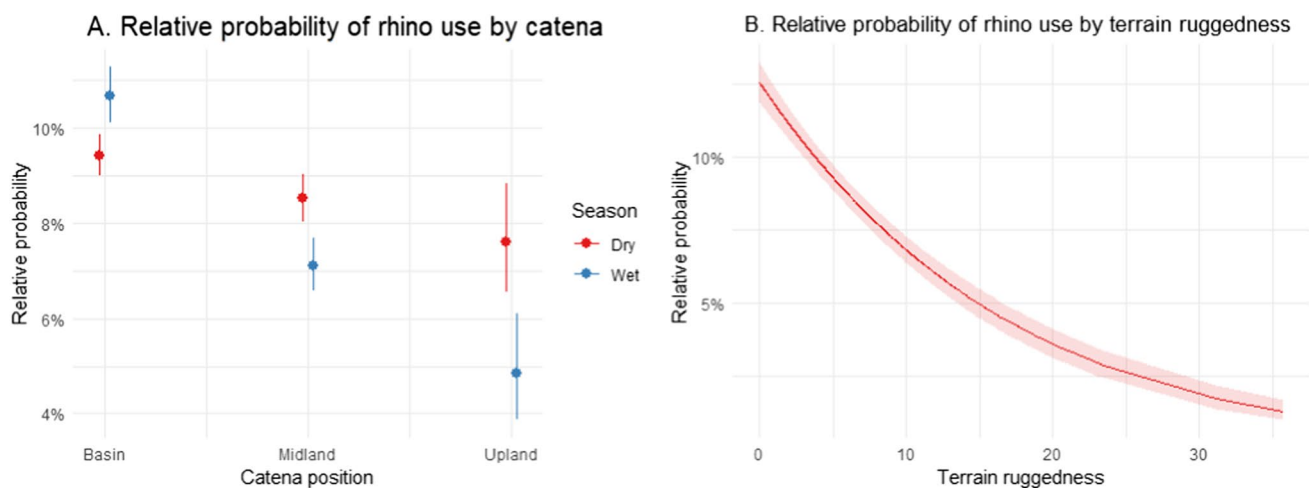 A. Relative probability of rhino use by catena
Relative probability
10%
8%
6%
4%
Basin
Midland
Upland
Catena position
Season
Dry
Wet
B. Relative probability of rhino use by terrain ruggedness
Relative probability
10%
5%
0
10
20
30
Terrain ruggedness